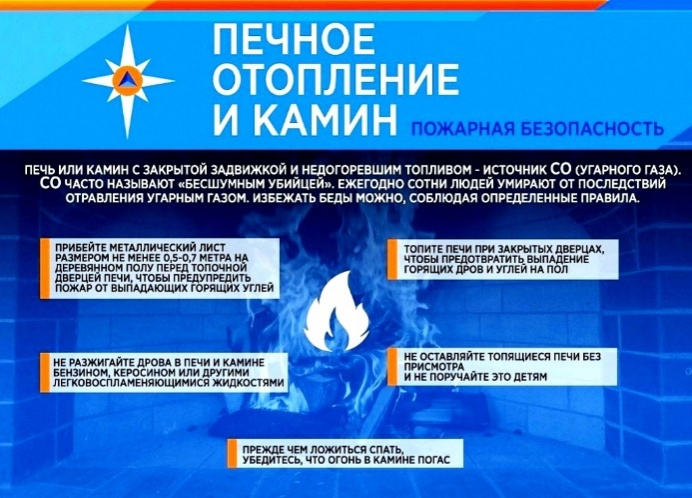 ПЕЧНОЕ
ОТОПЛЕНИЕ
И КАМИН
ПОЖАРНАЯ БЕЗОПАСНОСТЬ
ПЕЧЬ ИЛИ КАМИН С ЗАКРЫТОЙ ЗАДВИЖКОЙ И НЕДОГОРЕВШИМ ТОПЛИВОМ - ИСТОЧНИК СО (УГАРНОГО ГАЗА).
СО ЧАСТО НАЗЫВАЮТ «БЕСШУМНЫМ УБИЙЦЕЙ». ЕЖЕГОДНО СОТНИ ЛЮДЕЙ УМИРАЮТ ОТ ПОСЛЕДСТВИЙ
ОТРАВЛЕНИЯ УГАРНЫМ ГАЗОМ. ИЗБЕЖАТЬ БЕДЫ МОЖНО, СОБЛЮДАЯ ОПРЕДЕЛЕННЫЕ ПРАВИЛА.
ПРИБЕЙТЕ МЕТАЛЛИЧЕСКИЙ ЛИСТ
РАЗМЕРОМ НЕ МЕНЕЕ 0,5-0,7 МЕТРА НА
ДЕРЕВЯННОМ ПОЛУ ПЕРЕД ТОПОЧНОЙ
ДВЕРЦЕЙ ПЕЧИ, ЧТОБЫ ПРЕДУПРЕДИТЬ
ПОЖАР ОТ ВЫПАДАЮЩИХ ГОРЯЩИХ УГЛЕЙ
ТОПИТЕ ПЕЧИ ПРИ ЗАКРЫТЫХ ДВЕРЦАХ,
ЧТОБЫ ПРЕДОТВРАТИТЬ ВЫПАДЕНИЕ
ГОРЯЩИХ ДРОВ И УГЛЕЙ НА ПОЛ
НЕ РАЗЖИГАЙТЕ ДРОВА В ПЕЧИ И КАМИНЕ
БЕНЗИНОМ, КЕРОСИНОМ ИЛИ ДРУГИМИ
ЛЕГКОВОСПЛАМЕНЯЮЩИМИСЯ ЖИДКОСТЯМИ
НЕ ОСТАВЛЯЙТЕ ТОПЯЩИЕСЯ ПЕЧИ БЕЗ
ПРИСМОТРА
И НЕ ПОРУЧАЙТЕ ЭТО ДЕТЯМ
ПРЕЖДЕ ЧЕМ ЛОЖИТЬСЯ СПАТЬ,
УБЕДИТЕСЬ, ЧТО ОГОНЬ В КАМИНЕ ПОГАС